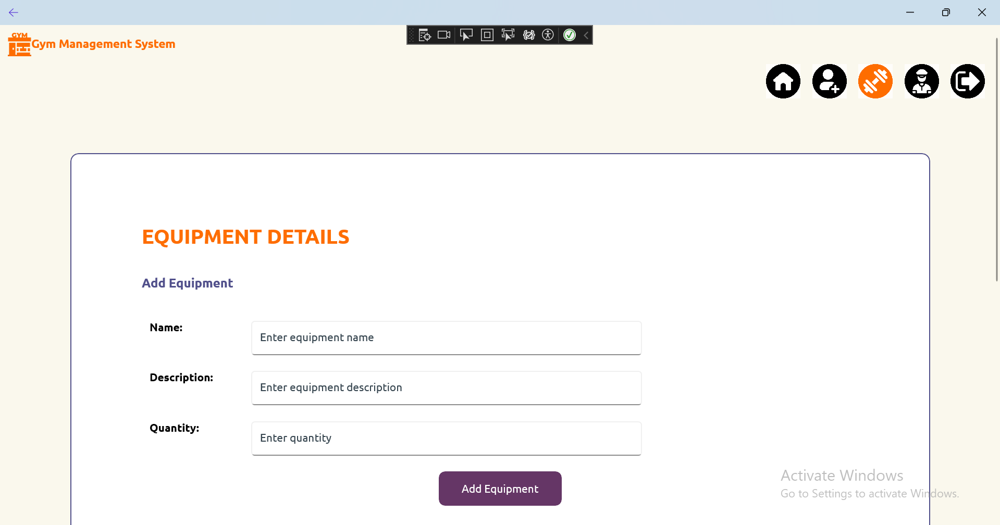 GYM
Gym Management System
EQUIPMENT DETAILS
Add Equipment
Name:
Enter equipment name
Description:
Enter equipment description
Quantity:
Enter quantity
Add Equipment
Activate Windows
Go to Settings to activate Windows.